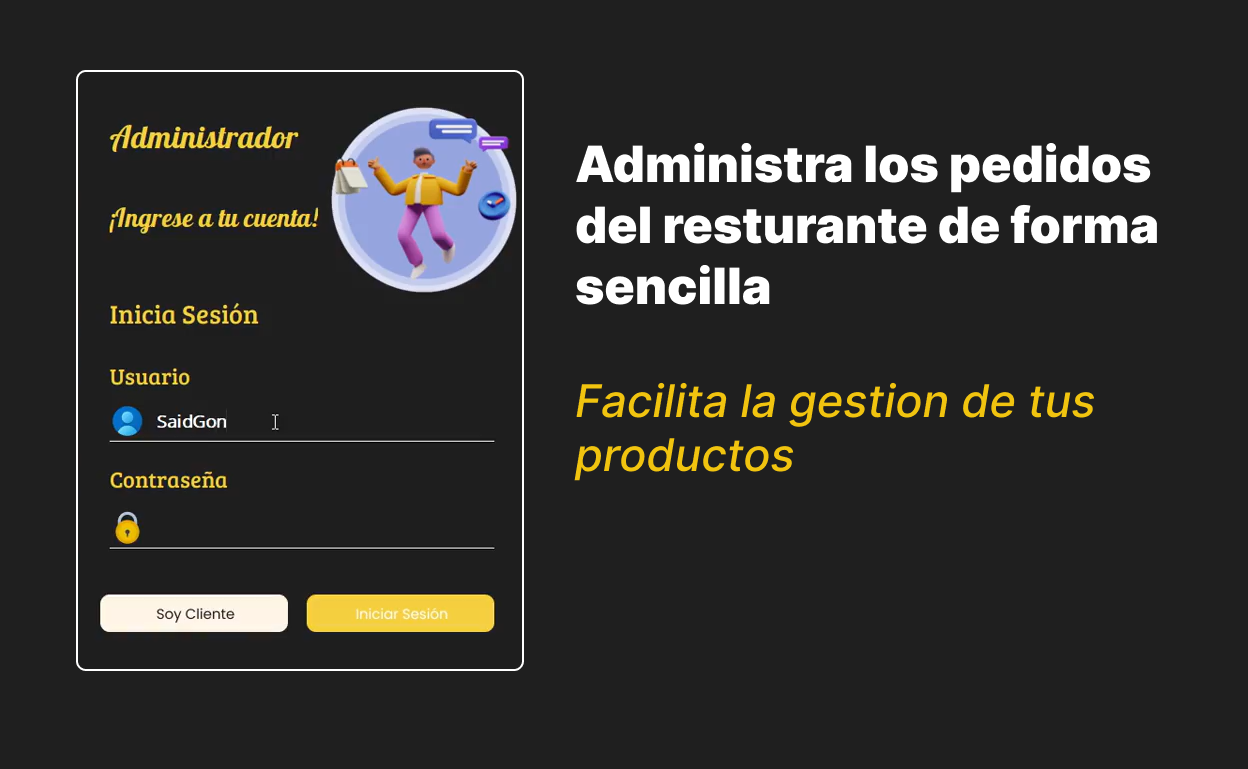 Administrador
¡Ingrese a tu cuenta!
Inicia Sesión
Usuario
SaidGon
Contraseña
Soy Cliente
Iniciar Sesión
Administra los pedidos
del resturante de forma
sencilla
Facilita la gestion de tus
productos